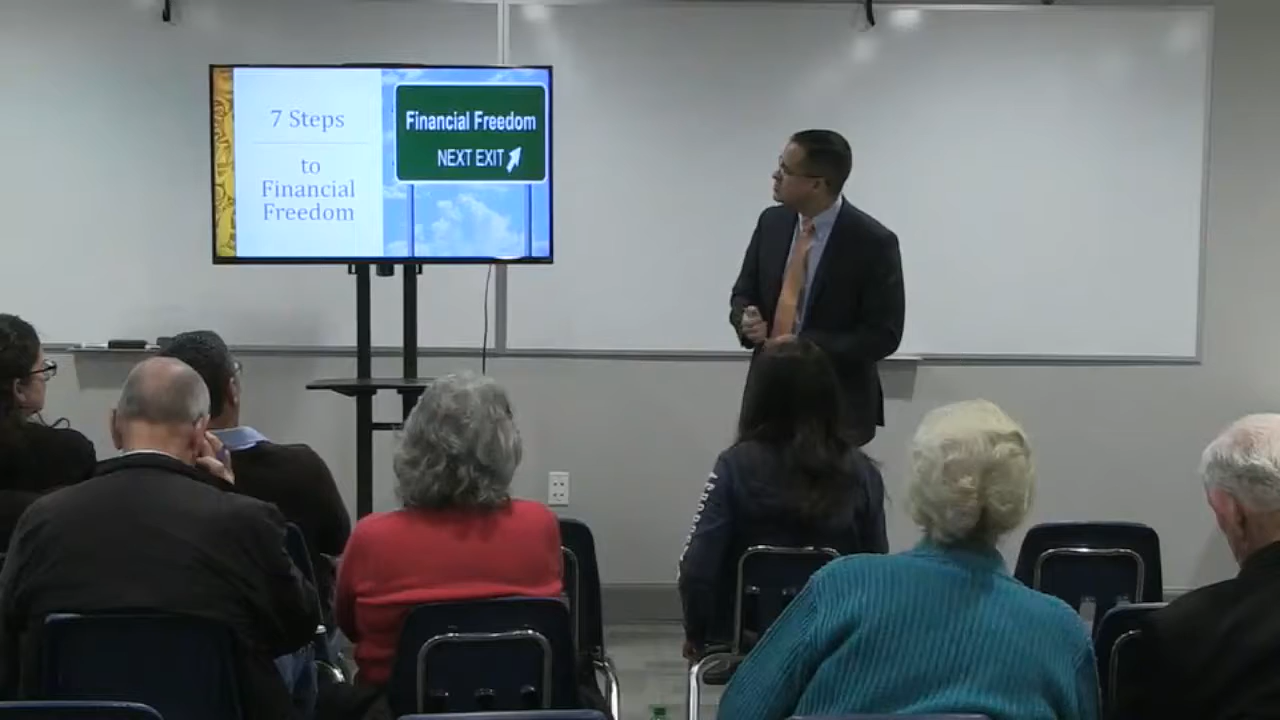 7 Steps
to
Financial
Freedom
Financial Freedom
NEXT EXIT